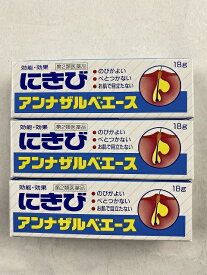 効能・効果 第2類医薬品
にきび
アンナザルベ・エース
18g
●のびがよい
●べとつかない
●お肌で目立たない
効能・効果 第2類医薬品
にきび
アンナザルベ・エース
18g
●のびがよい
●べとつかない
●お肌で目立たない
効能・効果 第2類医薬品
にきび
アンナザルベ・エース
18g
●のびがよい
●べとつかない
●お肌で目立たない